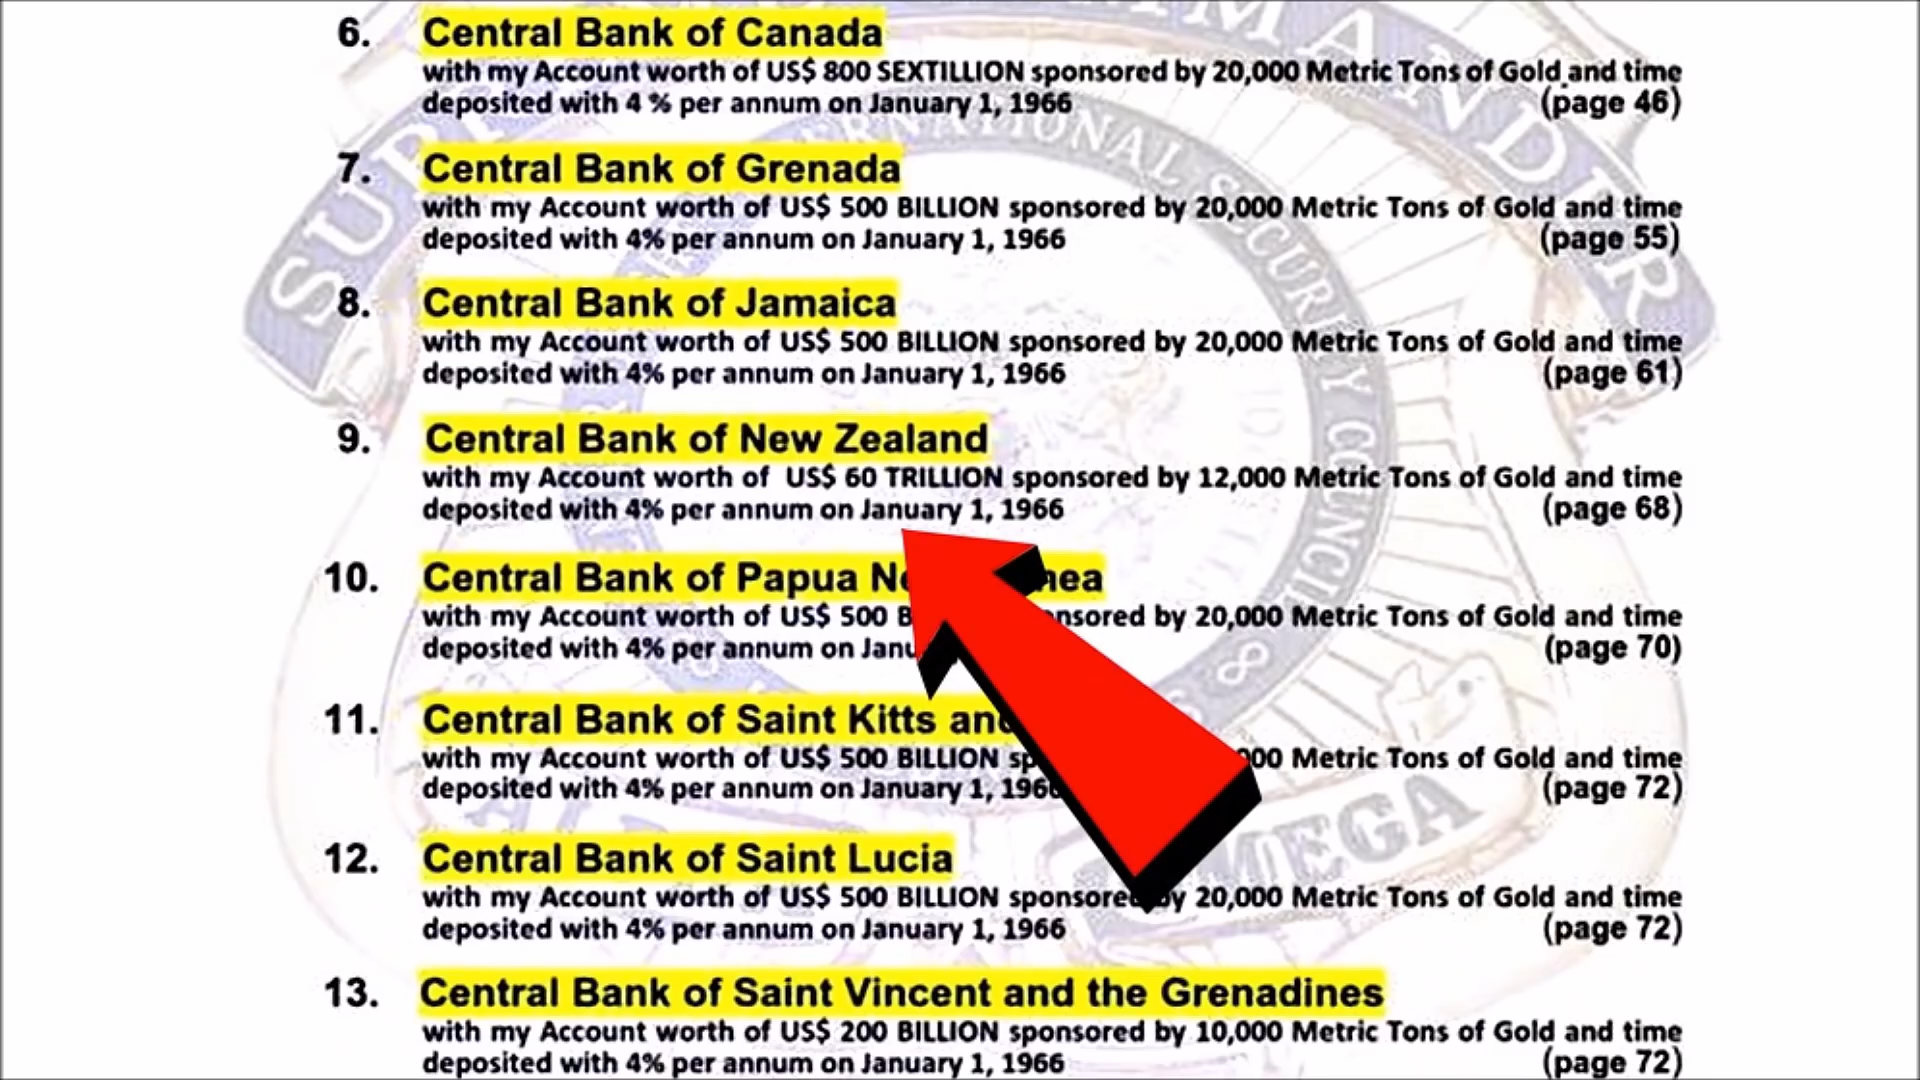 SUPREME COMMANDER
INTERNATIONAL SECURITY COUNCIL
OMEGA
6. Central Bank of Canada
with my Account worth of US$ 800 SEXTILLION sponsored by 20,000 Metric Tons of Gold and time
deposited with 4 % per annum on January 1, 1966 (page 46)
7. Central Bank of Grenada
with my Account worth of US$ 500 BILLION sponsored by 20,000 Metric Tons of Gold and time
deposited with 4% per annum on January 1, 1966 (page 55)
8. Central Bank of Jamaica
with my Account worth of US$ 500 BILLION sponsored by 20,000 Metric Tons of Gold and time
deposited with 4% per annum on January 1, 1966 (page 61)
9. Central Bank of New Zealand
with my Account worth of US$ 60 TRILLION sponsored by 12,000 Metric Tons of Gold and time
deposited with 4% per annum on January 1, 1966 (page 68)
10. Central Bank of Papua
with my Account worth of US$ 500 by 20,000 Metric Tons of Gold and time
deposited with 4% per annum on (page 70)
11. Central Bank of Saint Kitts and
with my Account worth of US$ 500 BILLION Metric Tons of Gold and time
deposited with 4% per annum on January 1, 1966 (page 72)
12. Central Bank of Saint Lucia
with my Account worth of US$ 500 BILLION sponsored by 20,000 Metric Tons of Gold and time
deposited with 4% per annum on January 1, 1966 (page 72)
13. Central Bank of Saint Vincent and the Grenadines
with my Account worth of US$ 200 BILLION sponsored by 10,000 Metric Tons of Gold and time
deposited with 4% per annum on January 1, 1966 (page 72)